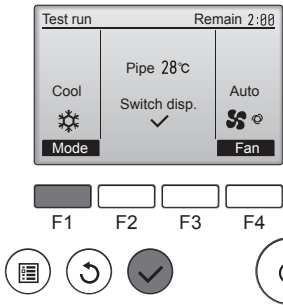 Test run Remain 2:00
Pipe 28℃
Cool Auto
Switch disp.
Mode Fan
F1 F2 F3 F4